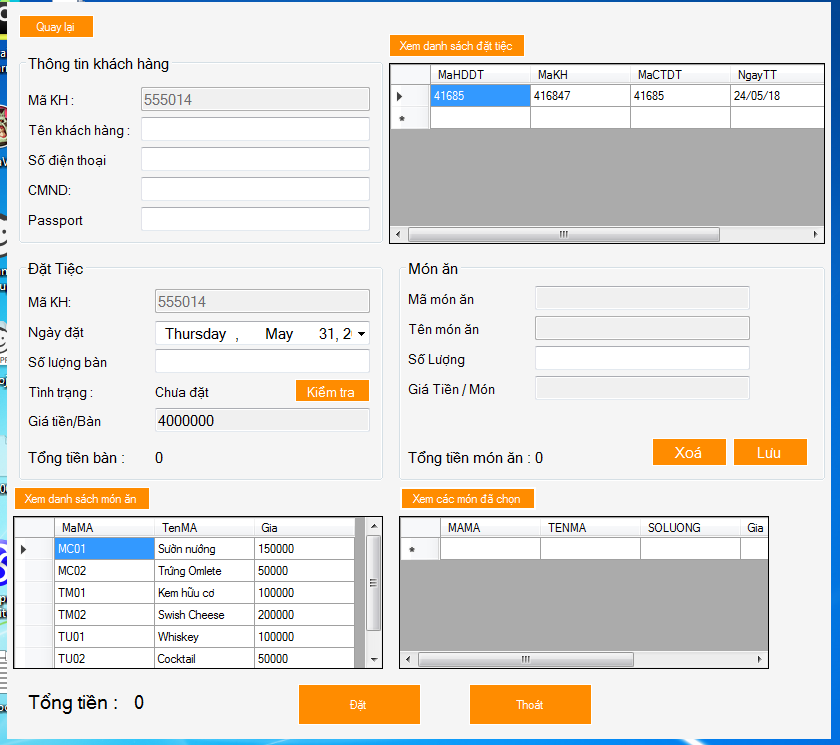 Quay lại
Xem danh sách đặt tiệc
Thông tin khách hàng
Mã KH :
555014
Tên khách hàng :
Số điện thoại
CMND:
Passport
MaHDDT MaKH MaCTDT NgayTT
41685 416847 41685 24/05/18
Đặt Tiệc
Mã KH:
555014
Ngày đặt
Thursday , May 31, 2
Số lượng bàn
Tình trạng :
Chưa đặt
Kiểm tra
Giá tiền/Bàn
4000000
Tổng tiền bàn : 0
Món ăn
Mã món ăn
Tên món ăn
Số Lượng
Giá Tiền / Món
Xoá
Lưu
Tổng tiền món ăn : 0
Xem danh sách món ăn
MaMA TenMA Gia
MC01 Sườn nướng 150000
MC02 Trứng Omlete 50000
TM01 Kem hữu cơ 100000
TM02 Swish Cheese 200000
TU01 Whiskey 100000
TU02 Cocktail 50000
Xem các món đã chọn
MAMA TENMA SOLUONG Gia
Tổng tiền : 0
Đặt
Thoát